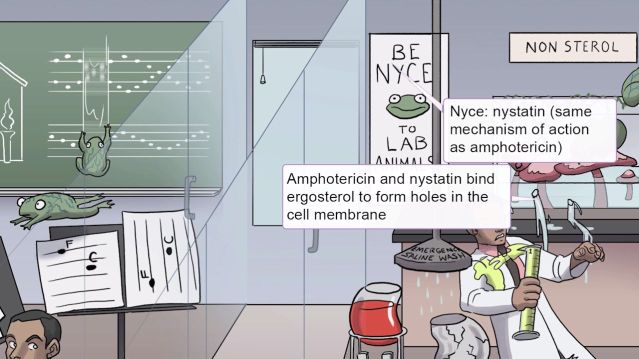 BE
NYCE
TO
LAB
ANIMALS
NON STEROL
Nyce: nystatin (same
mechanism of action
as amphotericin)
Amphotericin and nystatin bind
ergosterol to form holes in the
cell membrane
EMERGENCY
SALINE WASH
F
C
F
C